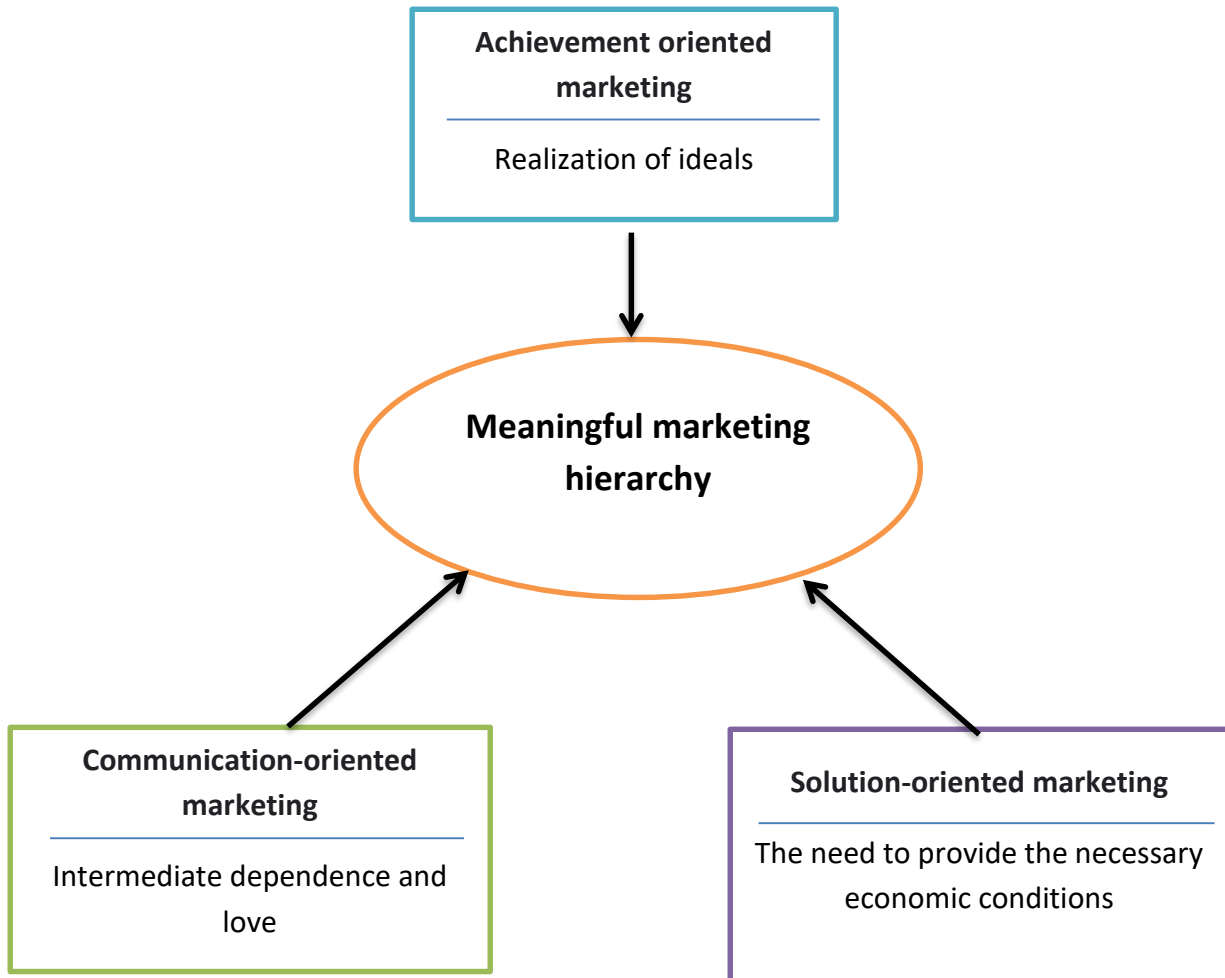 Achievement oriented
marketing
Realization of ideals
Meaningful marketing
hierarchy
Communication-oriented
marketing
Intermediate dependence and
love
Solution-oriented marketing
The need to provide the necessary
economic conditions